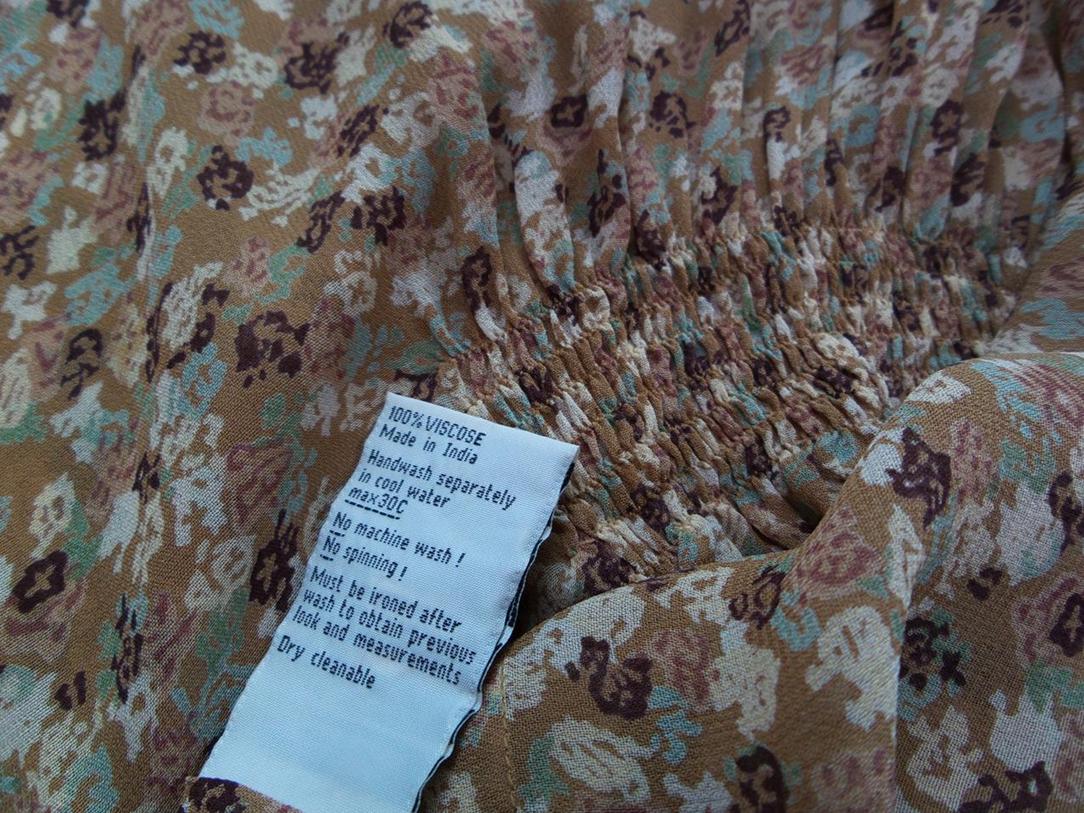 100% VISCOSE
Made in India
Handwash separately
in cool water
max30C
No machine wash !
No spinning !
Must be ironed after
wash to obtain previous
look and measurements
Dry cleanable